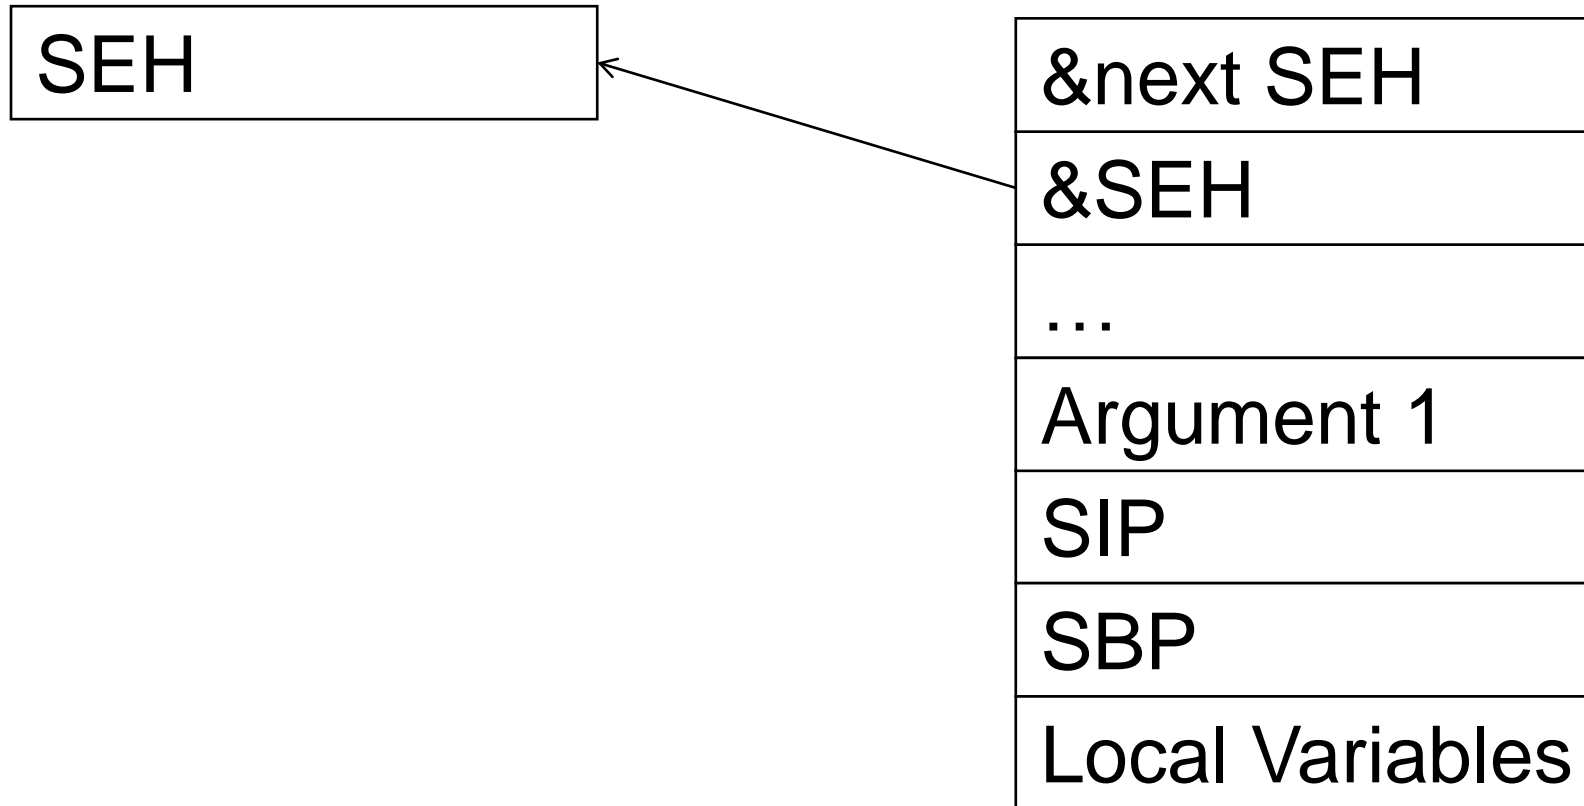 SEH
&next SEH
&SEH
…
Argument 1
SIP
SBP
Local Variables